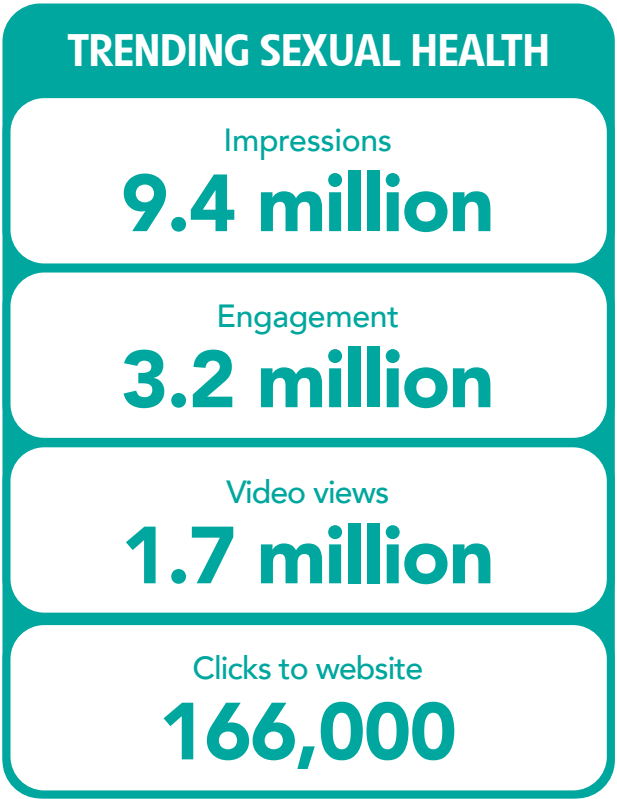 TRENDING SEXUAL HEALTH
Impressions
9.4 million
Engagement
3.2 million
Video views
1.7 million
Clicks to website
166,000